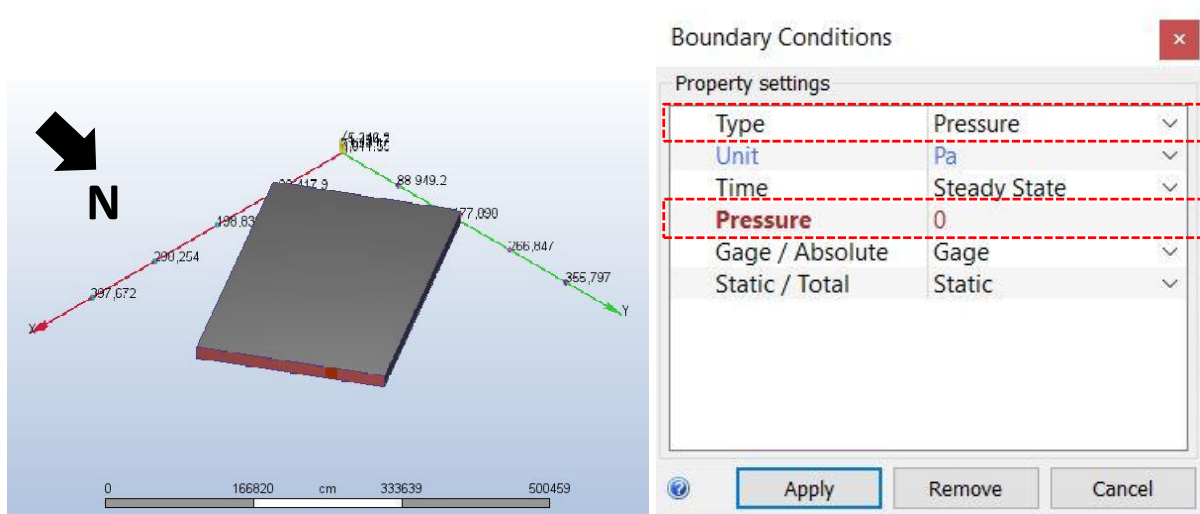 N
88 949.2
77,090
198,83
266,847
290,254
355,797
397,672
X
Y
0 166820 cm 333639 500459
Boundary Conditions
Property settings
Type Pressure
Unit Pa
Time Steady State
Pressure 0
Gage / Absolute Gage
Static / Total Static
Apply Remove Cancel